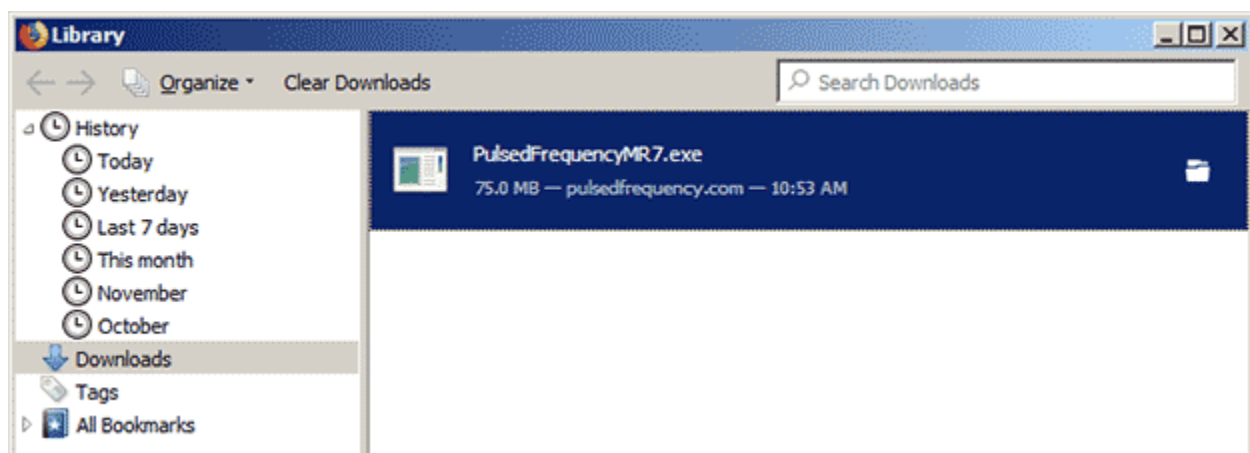 Library
Organize Clear Downloads Search Downloads
History
Today
Yesterday
Last 7 days
This month
November
October
Downloads
Tags
All Bookmarks
PulsedFrequencyMR7.exe
75.0 MB — pulsedfrequency.com — 10:53 AM